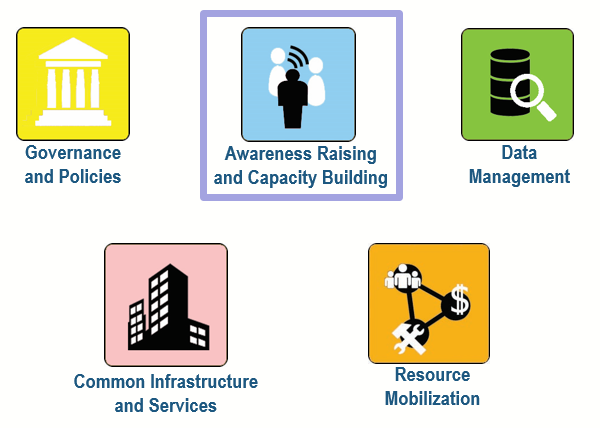 Governance
and Policies
Awareness Raising
and Capacity Building
Data
Management
Common Infrastructure
and Services
$
Resource
Mobilization